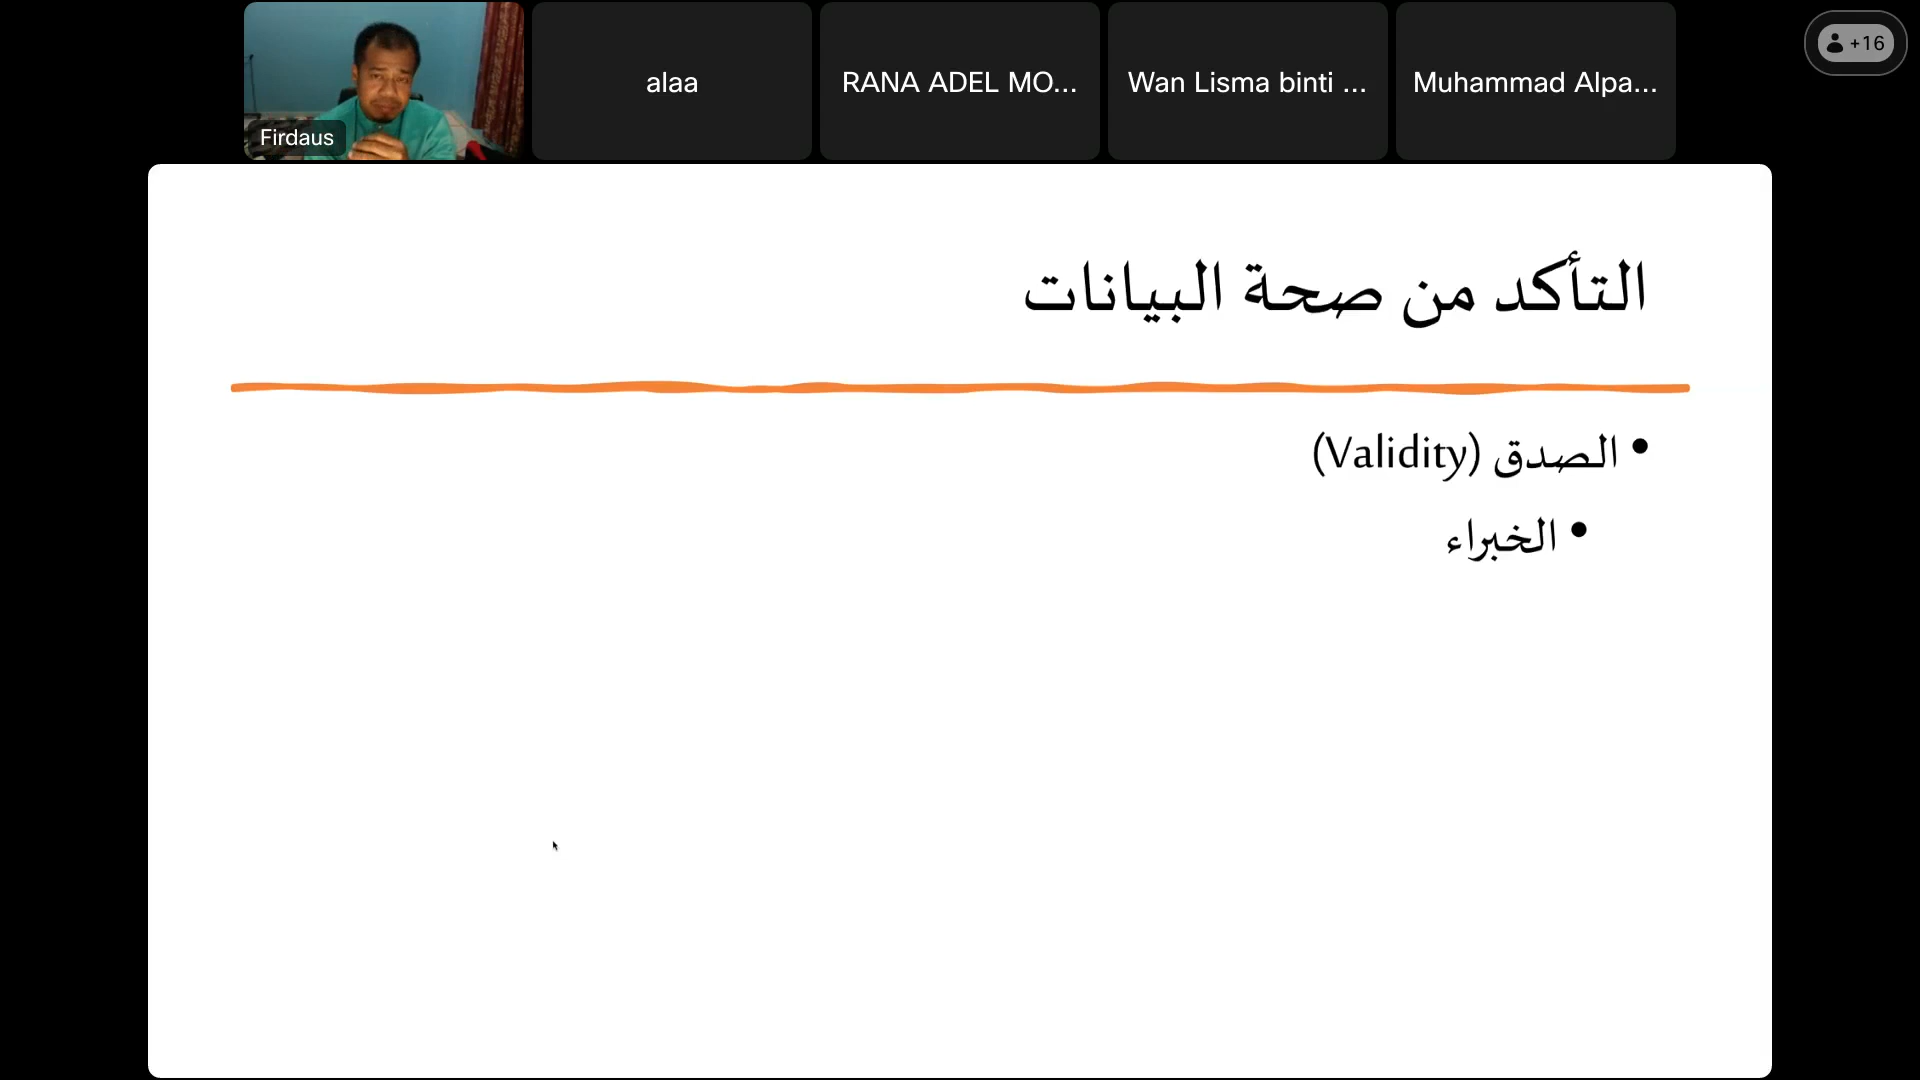 Firdaus
alaa
RANA ADEL MO...
Wan Lisma binti ...
Muhammad Alpa...
+16
التأكد من صحة البيانات
• الصدق (Validity)
• الخبراء